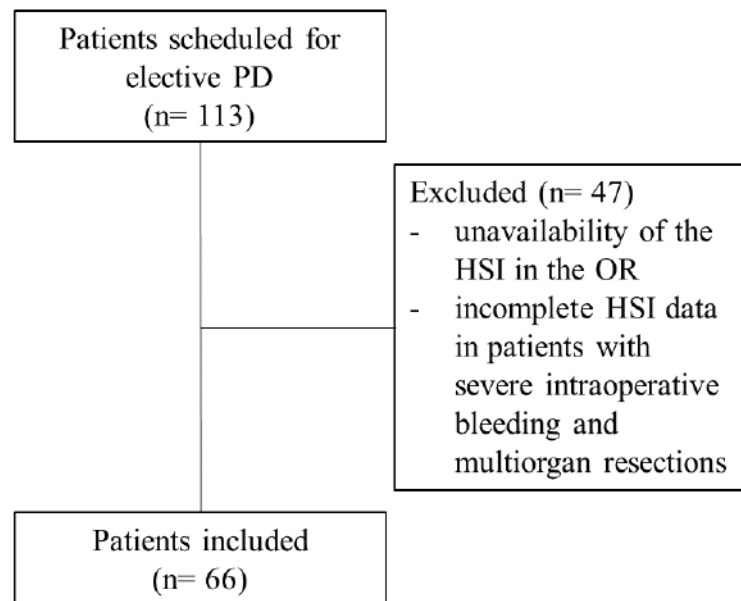 Patients scheduled for
elective PD
(n= 113)
Excluded (n= 47)
- unavailability of the
HSI in the OR
- incomplete HSI data
in patients with
severe intraoperative
bleeding and
multiorgan resections
Patients included
(n= 66)